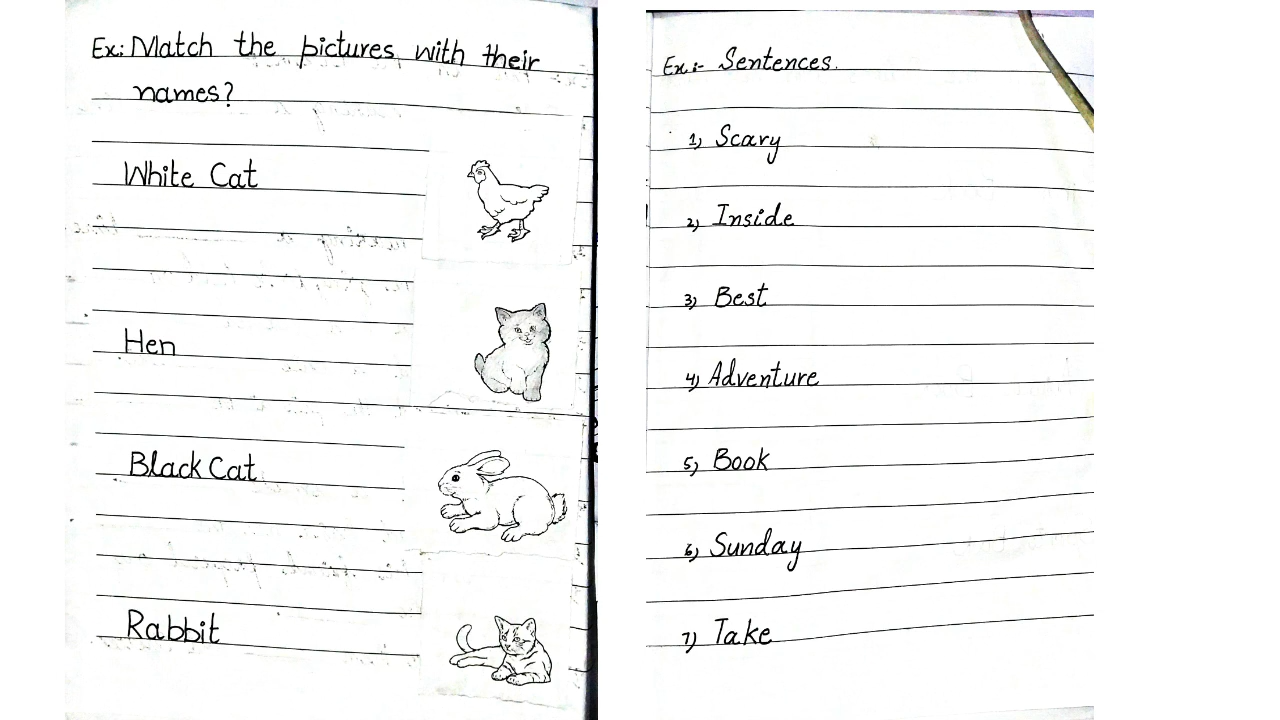 Ex: Match the pictures with their
names?
White Cat
Hen
Black Cat
Rabbit
Ex:- Sentences.
1) Scary
2) Inside
3) Best
4) Adventure
5) Book
6) Sunday
7) Take